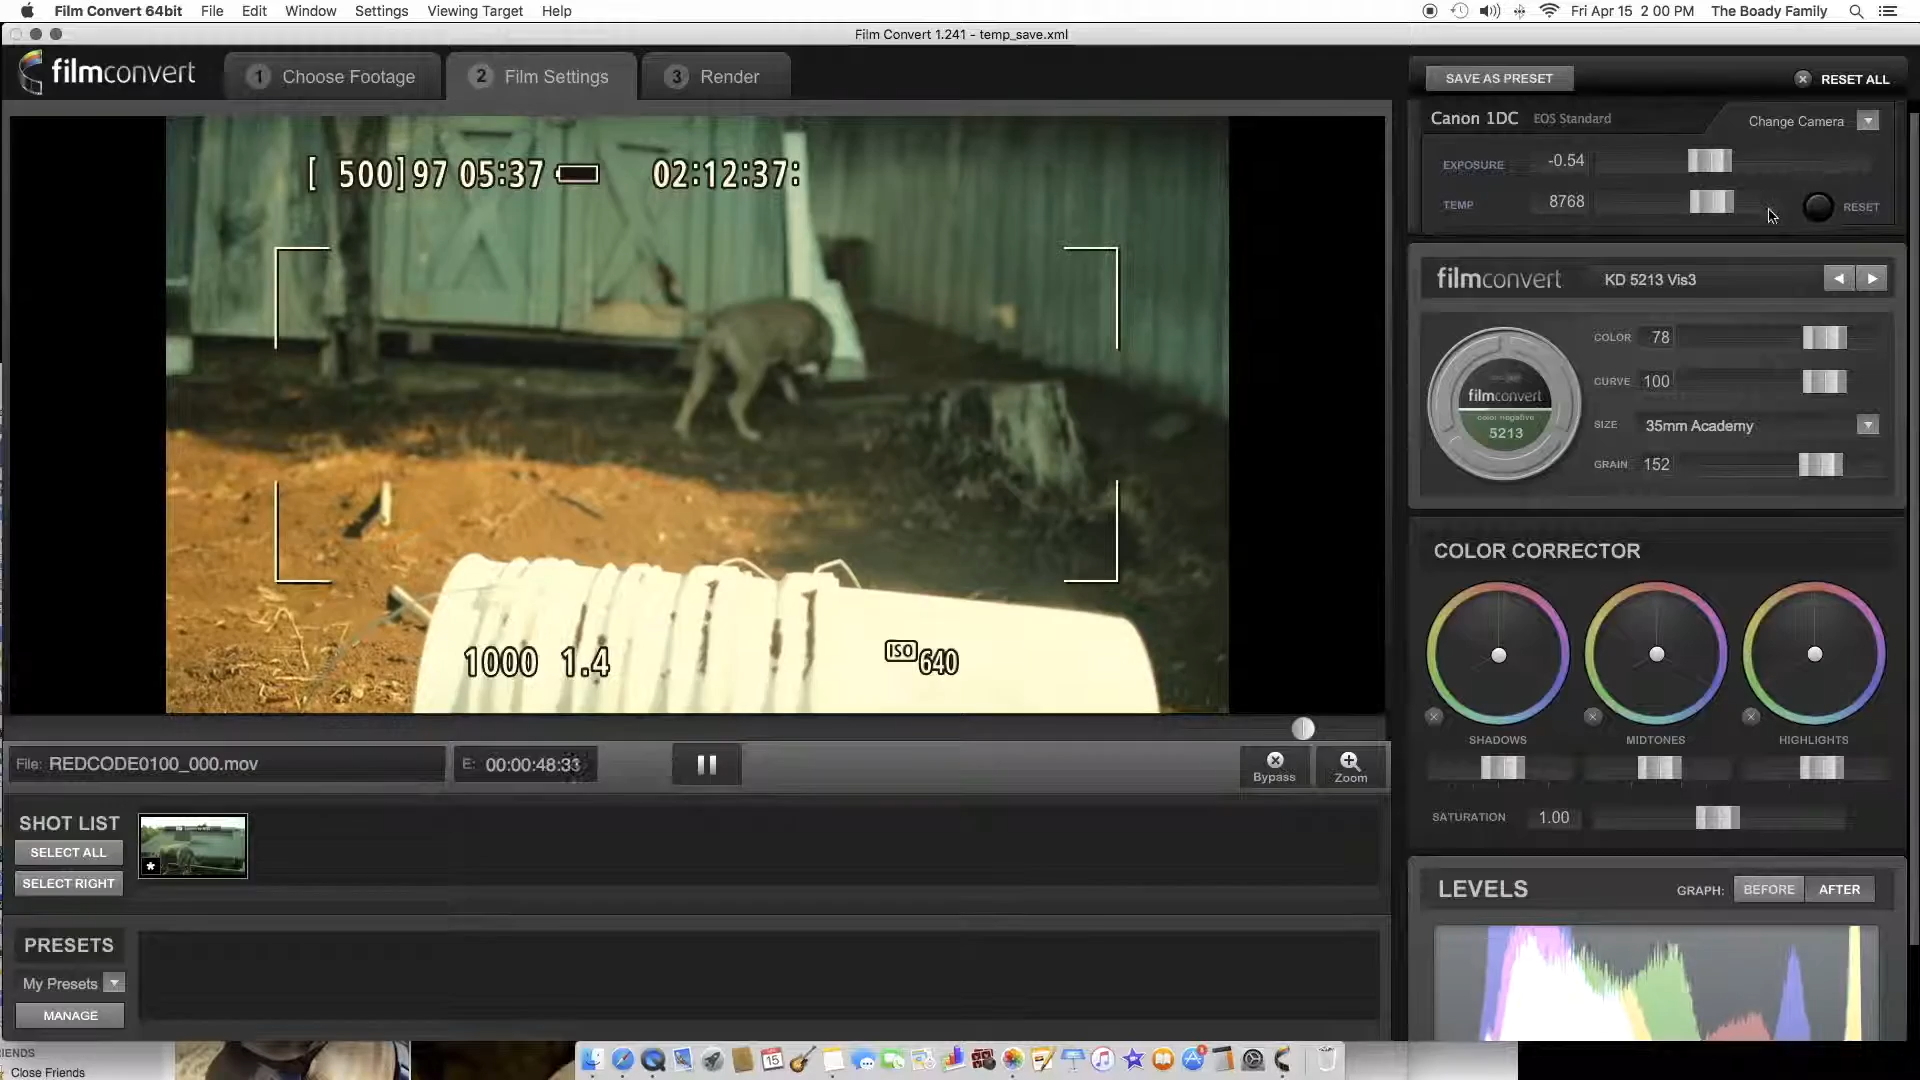 Film Convert 64bit File Edit Window Settings Viewing Target Help Fri Apr 15 2 00 PM The Boady Family
Film Convert 1.241 - temp_save.xml
filmconvert 1 Choose Footage 2 Film Settings 3 Render
SAVE AS PRESET RESET ALL
Canon 1DC EOS Standard Change Camera
EXPOSURE -0.54
TEMP 8768 RESET
[ 500]97 05:37 02:12:37:
filmconvert KD 5213 Vis3
COLOR 78
CURVE 100
SIZE 35mm Academy
GRAIN 152
filmconvert
color negative
5213
1000 1.4 ISO 640
COLOR CORRECTOR
SHADOWS MIDTONES HIGHLIGHTS
SATURATION 1.00
File: REDCODE0100_000.mov E: Bypass Zoom
SHOT LIST
SELECT ALL
SELECT RIGHT
LEVELS GRAPH: BEFORE AFTER
PRESETS
My Presets
MANAGE
Close Friends